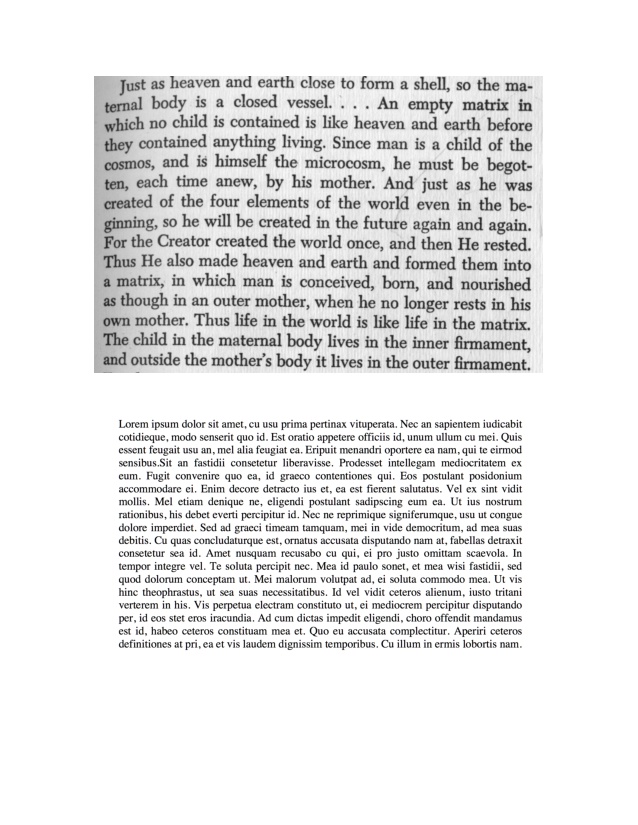 Just as heaven and earth close to form a shell, so the ma-
ternal body is a closed vessel. . . . An empty matrix in
which no child is contained is like heaven and earth before
they contained anything living. Since man is a child of the
cosmos, and is himself the microcosm, he must be begot-
ten, each time anew, by his mother. And just as he was
created of the four elements of the world even in the be-
ginning, so he will be created in the future again and again.
For the Creator created the world once, and then He rested.
Thus He also made heaven and earth and formed them into
a matrix, in which man is conceived, born, and nourished
as though in an outer mother, when he no longer rests in his
own mother. Thus life in the world is like life in the matrix.
The child in the maternal body lives in the inner firmament,
and outside the mother's body it lives in the outer firmament.
Lorem ipsum dolor sit amet, cu usu prima pertinax vituperata. Nec an sapientem iudicabit
cotidieque, modo senserit quo id. Est oratio appetere officiis id, unum ullum cu mei. Quis
essent feugait usu an, mel alia feugiat ea. Eripuit menandri oportere ea nam, qui te eirmod
sensibus.Sit an fastidii consetetur liberavisse. Prodesset intellegam mediocritatem ex
eum. Fugit convenire quo ea, id graeco contentiones qui. Eos postulant posidonium
accommodare ei. Enim decore detracto ius et, ea est fierent salutatus. Vel ex sint vidit
mollis. Mel etiam denique ne, eligendi postulant sadipscing eum ea. Ut ius nostrum
rationibus, his debet everti percipitur id. Nec ne reprimique signiferumque, usu ut congue
dolore imperdiet. Sed ad graeci timeam tamquam, mei in vide democritum, ad mea suas
debitis. Cu quas concludaturque est, ornatus accusata disputando nam at, fabellas detraxit
consetetur sea id. Amet nusquam recusabo cu qui, ei pro justo omittam scaevola. In
tempor integre vel. Te soluta percipit nec. Mea id paulo sonet, et mea wisi fastidii, sed
quod dolorum conceptam ut. Mei malorum volutpat ad, ei soluta commodo mea. Ut vis
hinc theophrastus, ut sea suas necessitatibus. Id vel vidit ceteros alienum, iusto tritani
verterem in his. Vis perpetua electram constituto ut, ei mediocrem percipitur disputando
per, id eos stet eros iracundia. Ad cum dictas impedit eligendi, choro offendit mandamus
est id, habeo ceteros constituam mea et. Quo eu accusata complectitur. Aperiri ceteros
definitiones at pri, ea et vis laudem dignissim temporibus. Cu illum in ermis lobortis nam.